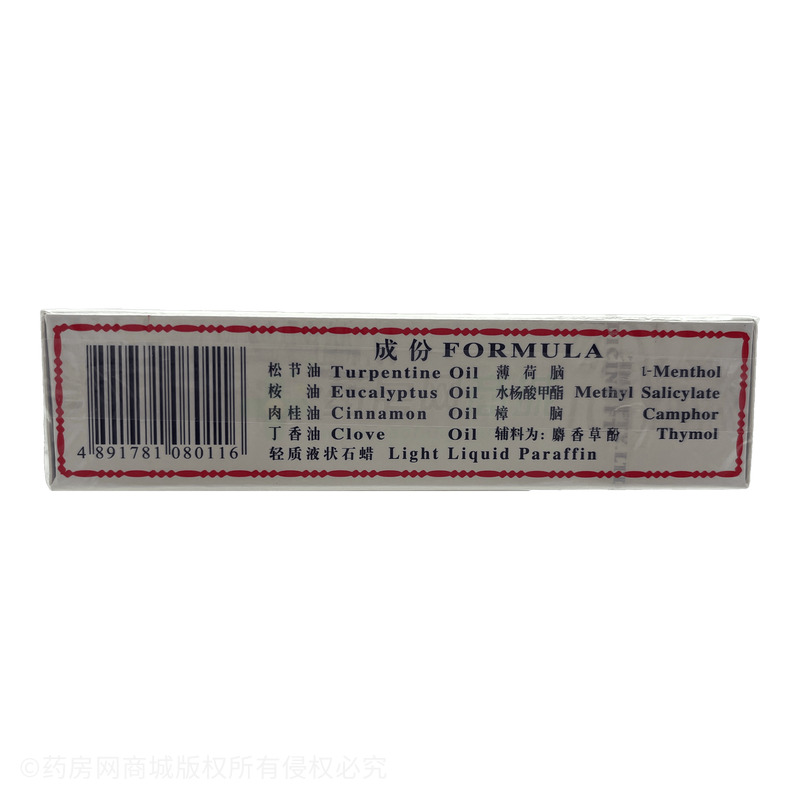 成份 FORMULA
松节油 Turpentine Oil 薄荷脑 l-Menthol
桉油 Eucalyptus Oil 水杨酸甲酯 Methyl Salicylate
肉桂油 Cinnamon Oil 樟脑 Camphor
丁香油 Clove Oil 辅料为: 麝香草酚 Thymol
轻质液状石蜡 Light Liquid Paraffin
4 891781 080116
©药房网商城版权所有侵权必究